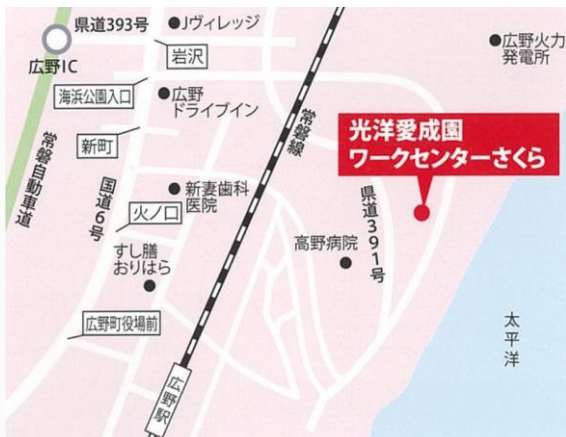 県道393号
Jヴィレッジ
広野火力
発電所
広野IC
岩沢
海浜公園入口
広野
ドライブイン
常磐線
光洋愛成園
ワークセンターさくら
新町
常磐自動車道
国道6号
新妻歯科
医院
火ノ口
県道391号
高野病院
すし膳
おりはら
広野町役場前
太平洋
広野駅